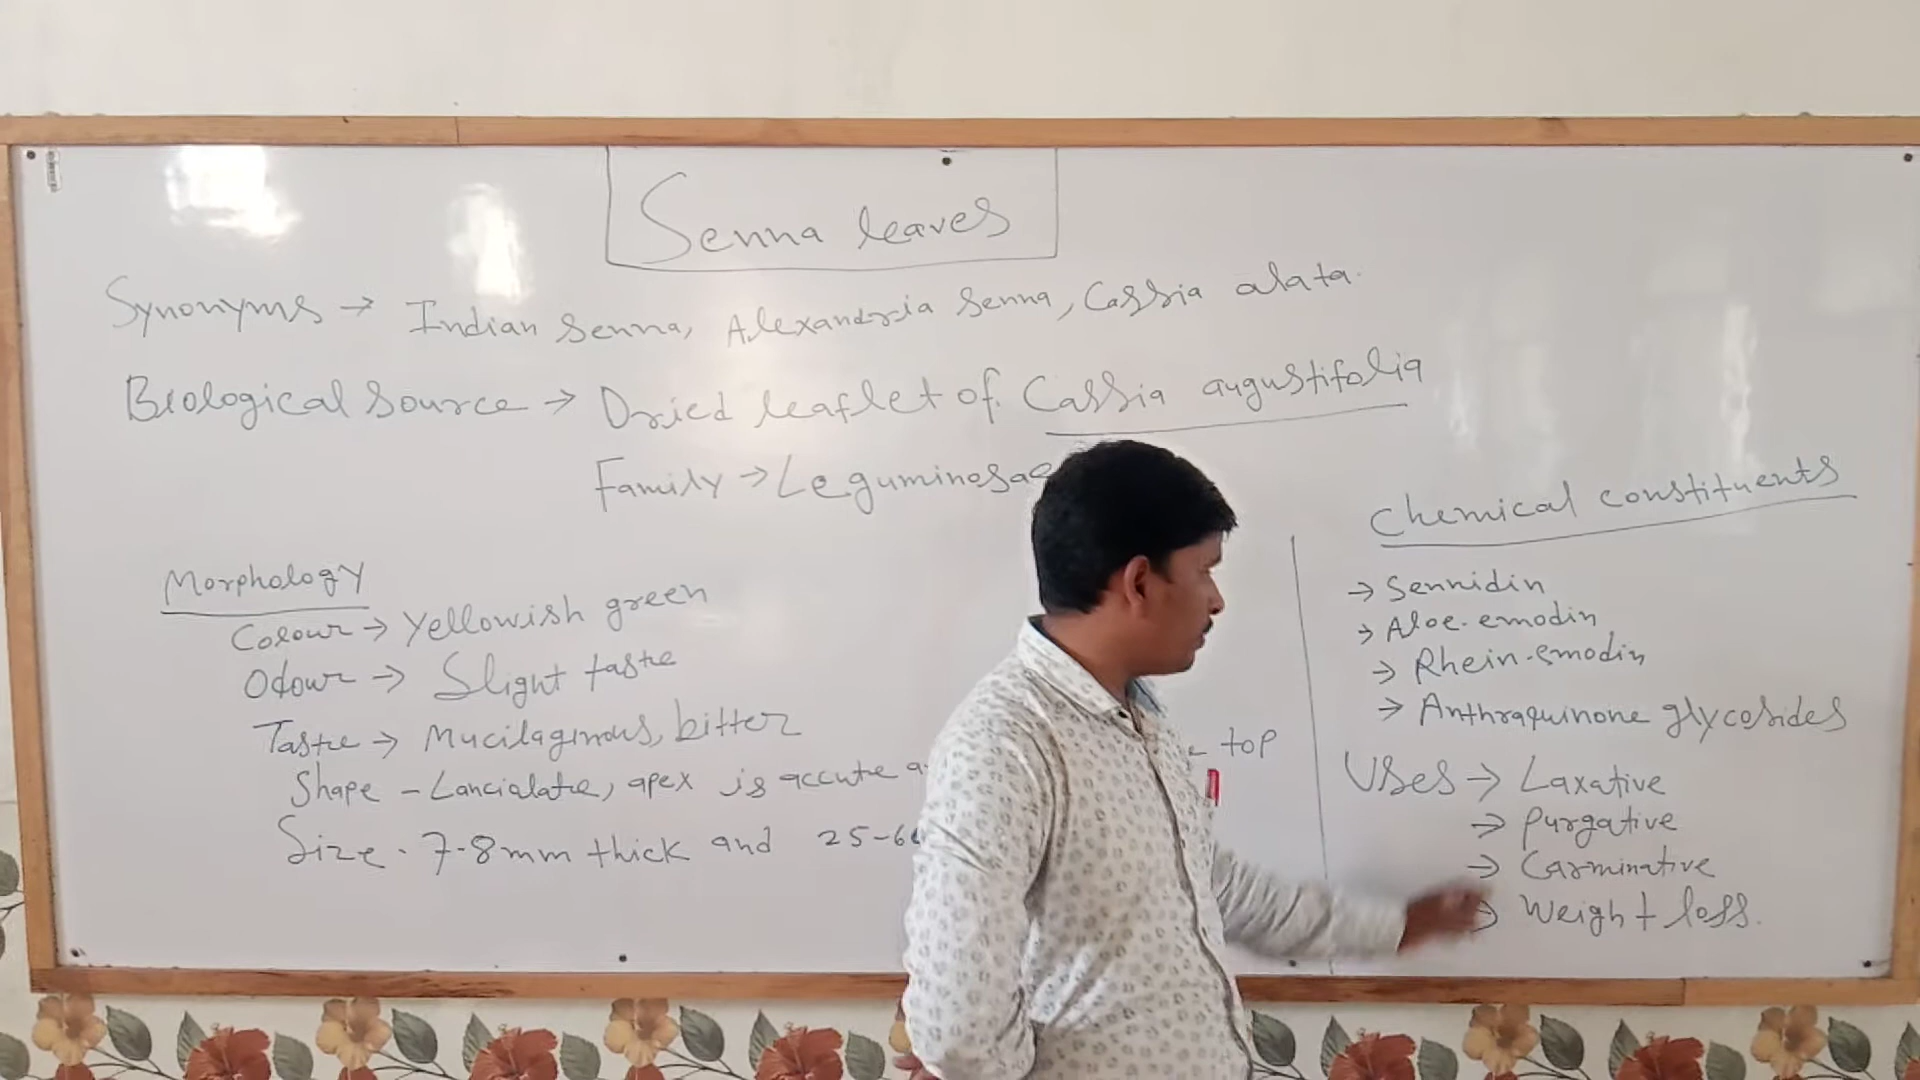 Senna leaves
Synonyms → Indian Senna, Alexandria Senna, Cassia alata.
Biological Source → Dried leaflet of Cassia augustifolia
Family → Leguminosae
Morphology
Colour → Yellowish green
Odour → Slight taste
Taste → Mucilaginous, bitter
Shape - Lancialate, apex is accute
top
Size - 7-8mm thick and 25-6
Chemical constituents
→ Sennidin
→ Aloe-emodin
→ Rhein-emodin
→ Anthraquinone glycosides
Uses → Laxative
→ Purgative
→ Carminative
→ Weight loss.